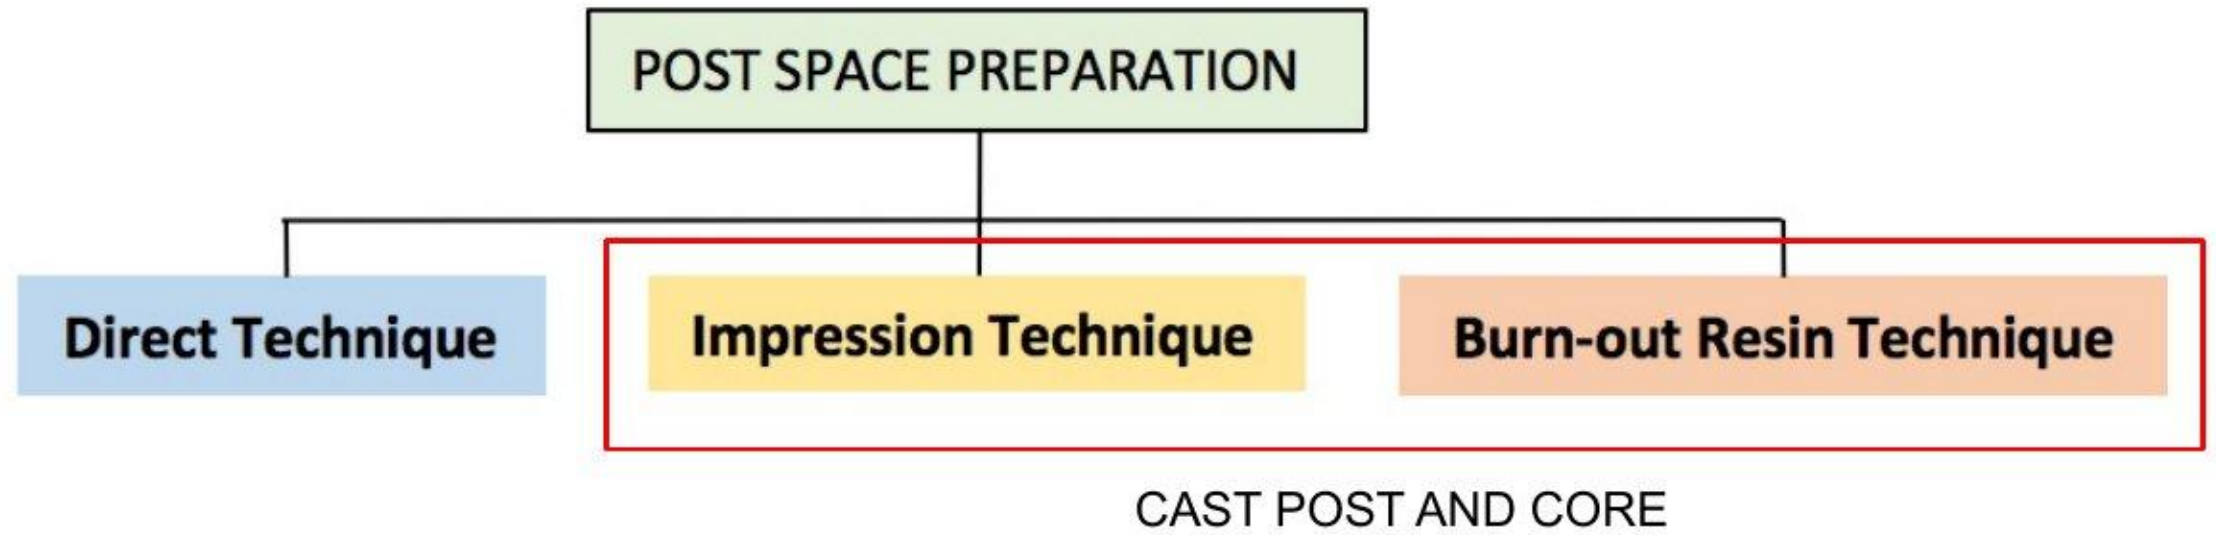 POST SPACE PREPARATION
Direct Technique
Impression Technique
Burn-out Resin Technique
CAST POST AND CORE